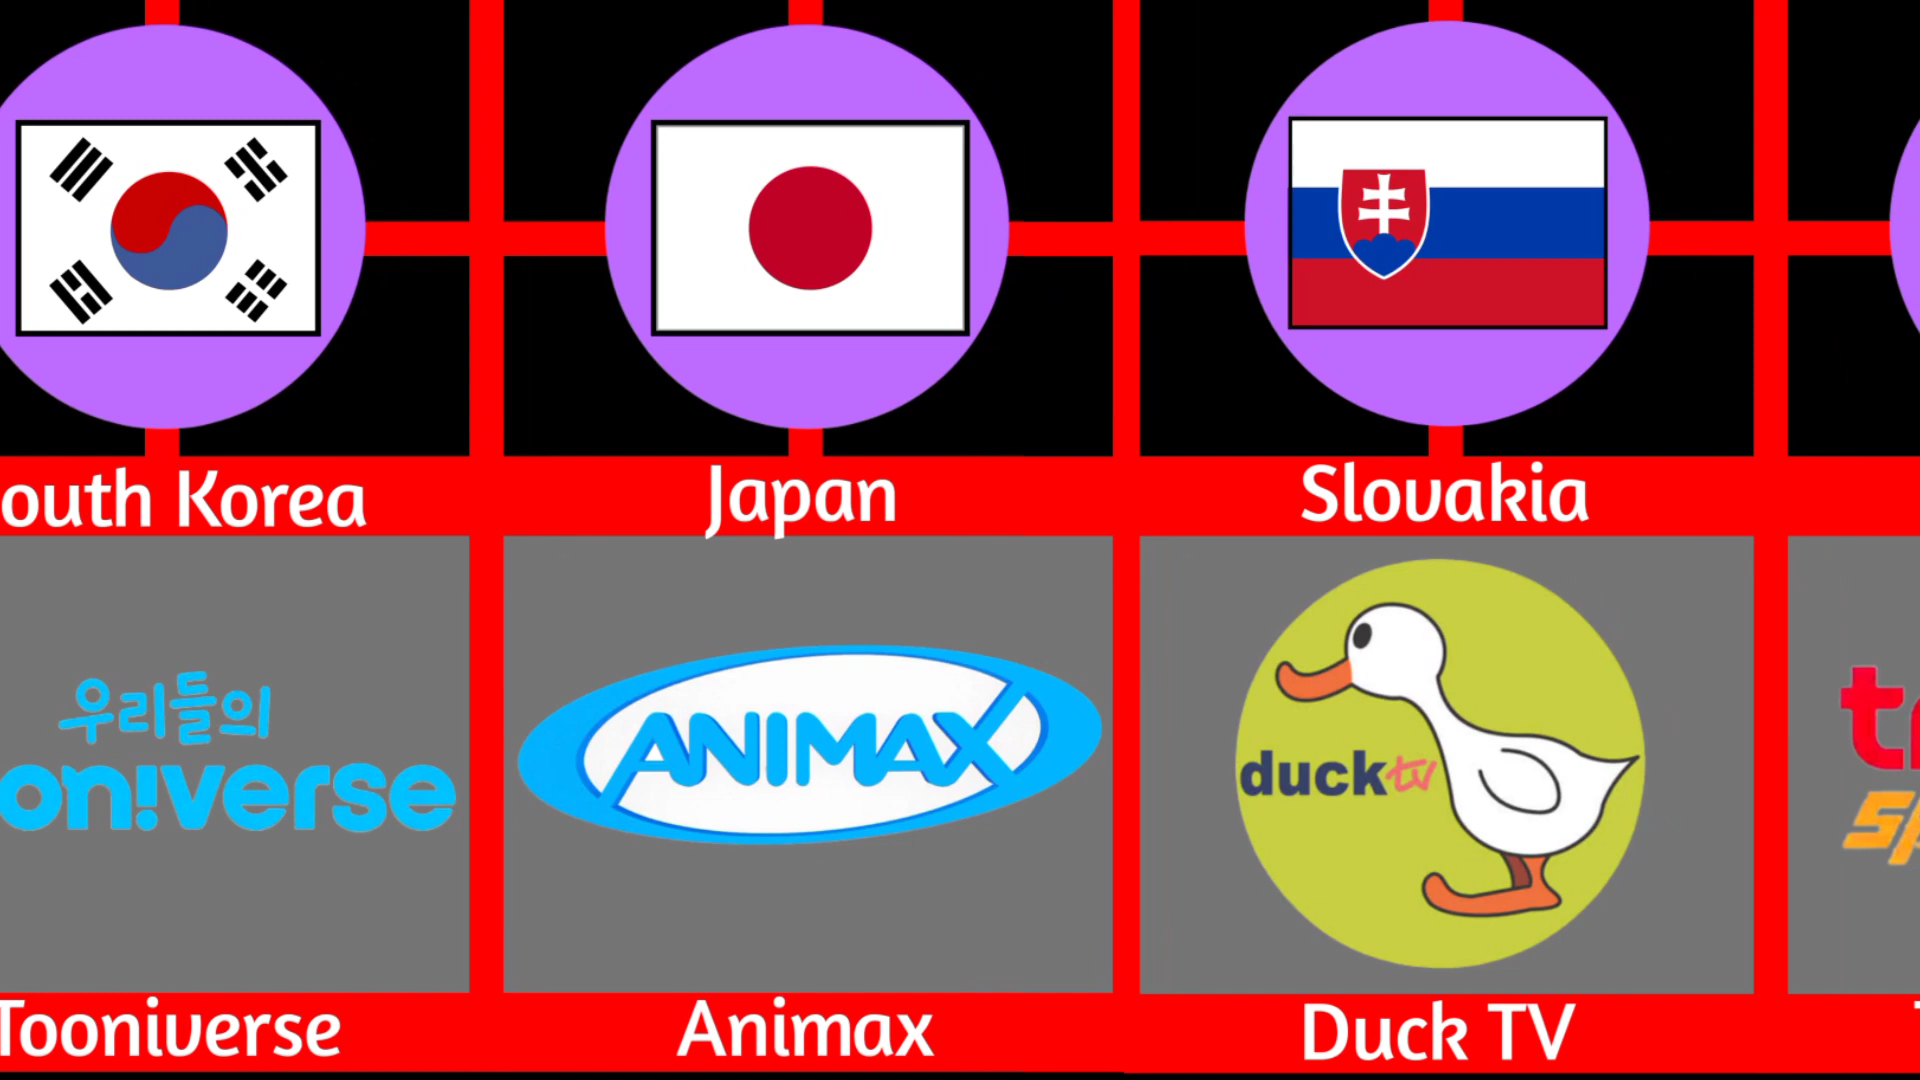 outh Korea
Japan
Slovakia
우리들의
on!verse
ANIMAX
duck tv
Tooniverse
Animax
Duck TV